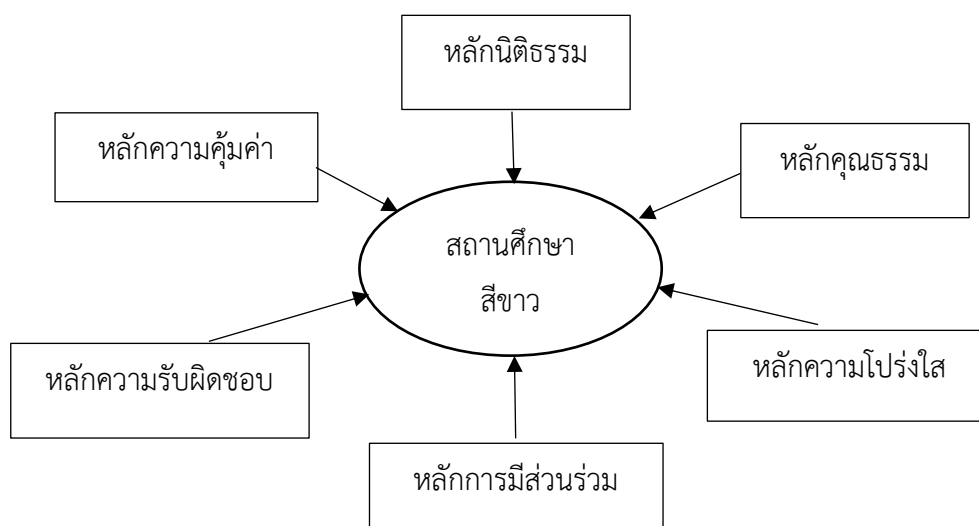 หลักนิติธรรม
หลักความคุ้มค่า
หลักคุณธรรม
สถานศึกษา
สีขาว
หลักความโปร่งใส
หลักความรับผิดชอบ
หลักการมีส่วนร่วม